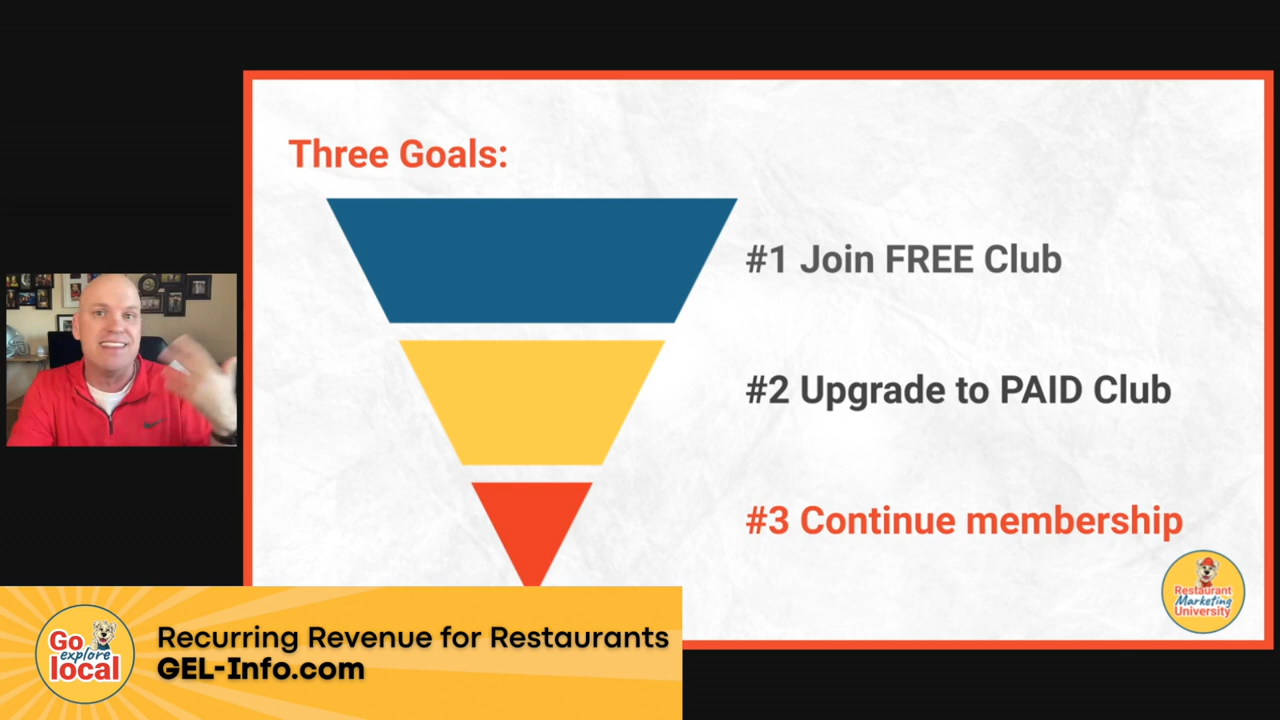 Three Goals:
#1 Join FREE Club
#2 Upgrade to PAID Club
#3 Continue membership
Restaurant
Marketing
University
Go
explore
local
Recurring Revenue for Restaurants
GEL-Info.com